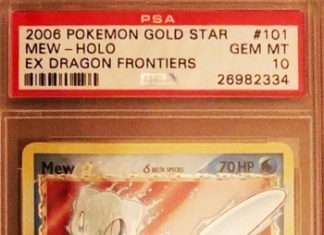 PSA
2006 POKEMON GOLD STAR #101
MEW - HOLO GEM MT
EX DRAGON FRONTIERS 10
26982334
Mew ☆ δ DELTA SPECIES 70 HP